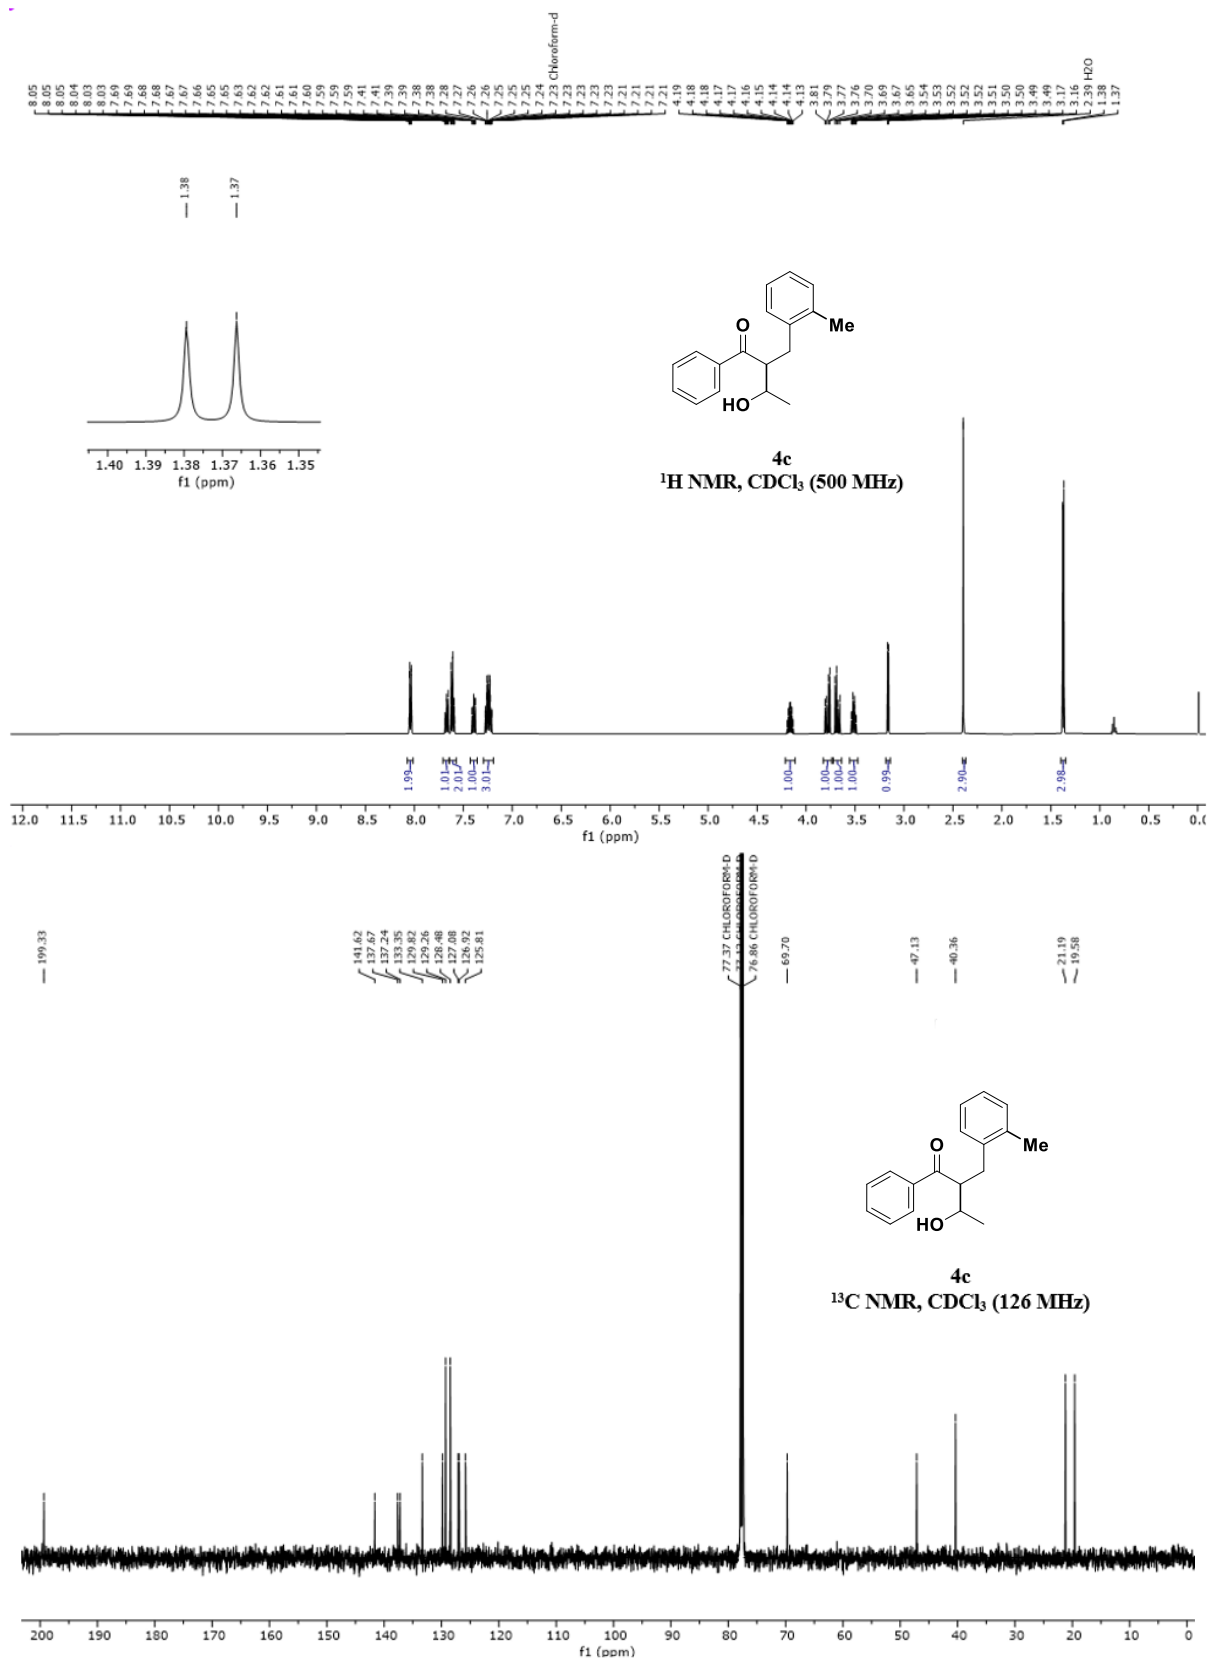 8.05 8.05 8.05 8.04 8.03 8.03 7.69 7.69 7.68 7.68 7.67 7.67 7.66 7.65 7.65 7.63 7.62 7.62 7.61 7.61 7.60 7.59 7.59 7.59 7.41 7.41 7.39 7.39 7.38 7.38 7.28 7.27 7.26 7.26 7.25 7.25 7.25 7.24 7.23 Chloroform-d 7.23 7.23 7.23 7.23 7.21 7.21 7.21 7.21 4.19 4.18 4.18 4.17 4.17 4.16 4.15 4.14 4.14 4.13 3.81 3.79 3.77 3.76 3.70 3.69 3.67 3.65 3.54 3.53 3.52 3.52 3.52 3.51 3.50 3.50 3.49 3.49 3.17 3.16 2.39 H2O 1.38 1.37
1.38 1.37
1.40 1.39 1.38 1.37 1.36 1.35
f1 (ppm)
O
Me
HO
4c
¹H NMR, CDCl₃ (500 MHz)
1.99 1.01 2.01 1.00 3.01 1.00 1.00 1.00 1.00 0.99 2.90 2.98
12.0 11.5 11.0 10.5 10.0 9.5 9.0 8.5 8.0 7.5 7.0 6.5 6.0 5.5 5.0 4.5 4.0 3.5 3.0 2.5 2.0 1.5 1.0 0.5 0.0
f1 (ppm)
199.33 141.62 137.67 137.24 133.35 129.82 129.26 128.48 127.08 126.92 125.81 77.37 CHLOROFORM-D 77.12 CHLOROFORM-D 76.86 CHLOROFORM-D 69.70 47.13 40.36 21.19 19.58
O
Me
HO
4c
¹³C NMR, CDCl₃ (126 MHz)
200 190 180 170 160 150 140 130 120 110 100 90 80 70 60 50 40 30 20 10 0
f1 (ppm)